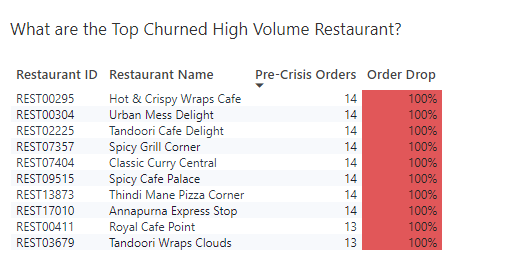 What are the Top Churned High Volume Restaurant?
Restaurant ID Restaurant Name Pre-Crisis Orders Order Drop
REST00295 Hot & Crispy Wraps Cafe 14 100%
REST00304 Urban Mess Delight 14 100%
REST02225 Tandoori Cafe Delight 14 100%
REST07357 Spicy Grill Corner 14 100%
REST07404 Classic Curry Central 14 100%
REST09515 Spicy Cafe Palace 14 100%
REST13873 Thindi Mane Pizza Corner 14 100%
REST17010 Annapurna Express Stop 14 100%
REST00411 Royal Cafe Point 13 100%
REST03679 Tandoori Wraps Clouds 13 100%